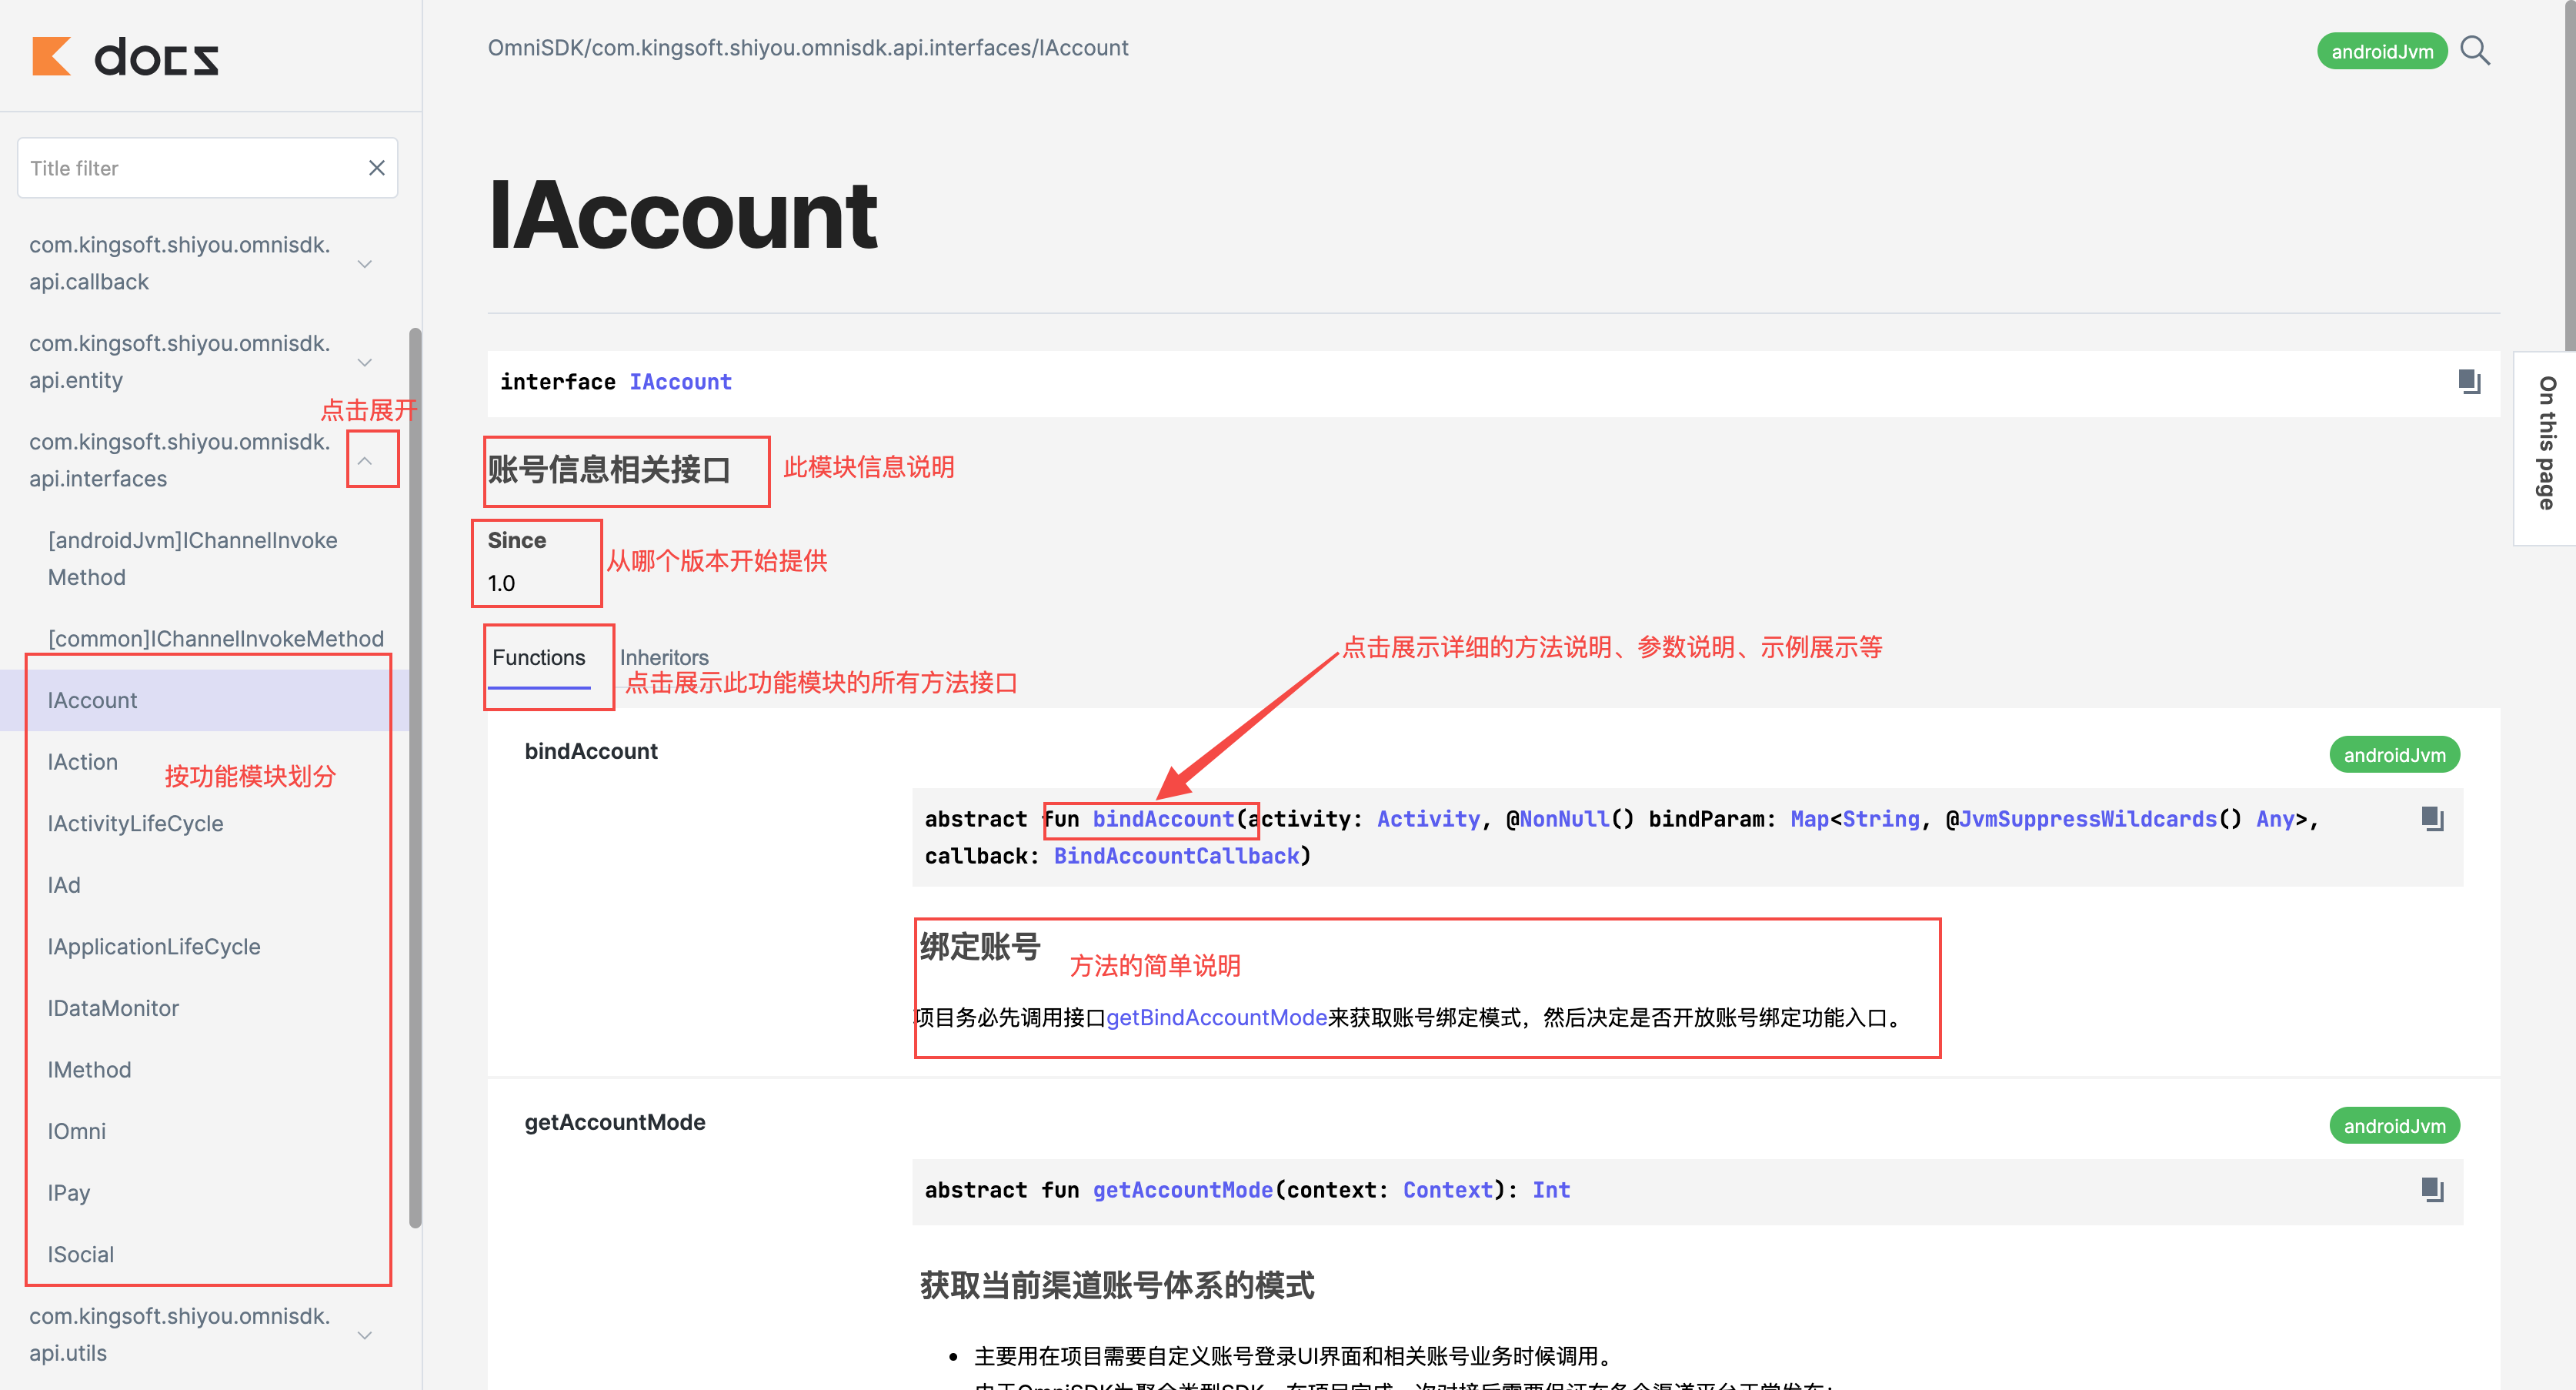 docs
OmniSDK/com.kingsoft.shiyou.omnisdk.api.interfaces/IAccount
androidJvm
Title filter
com.kingsoft.shiyou.omnisdk.
api.callback
com.kingsoft.shiyou.omnisdk.
api.entity
点击展开
com.kingsoft.shiyou.omnisdk.
api.interfaces
[androidJvm]IChannelInvoke
Method
[common]IChannelInvokeMethod
IAccount
IAction
按功能模块划分
IActivityLifeCycle
IAd
IApplicationLifeCycle
IDataMonitor
IMethod
IOmni
IPay
ISocial
com.kingsoft.shiyou.omnisdk.
api.utils
IAccount
interface IAccount
On this page
账号信息相关接口
此模块信息说明
Since
从哪个版本开始提供
1.0
Functions
Inheritors
点击展示此功能模块的所有方法接口
点击展示详细的方法说明、参数说明、示例展示等
bindAccount
androidJvm
abstract fun bindAccount(activity: Activity, @NonNull() bindParam: Map<String, @JvmSuppressWildcards() Any>,
callback: BindAccountCallback)
绑定账号
方法的简单说明
项目务必先调用接口getBindAccountMode来获取账号绑定模式，然后决定是否开放账号绑定功能入口。
getAccountMode
androidJvm
abstract fun getAccountMode(context: Context): Int
获取当前渠道账号体系的模式
主要用在项目需要自定义账号登录UI界面和相关账号业务时候调用。